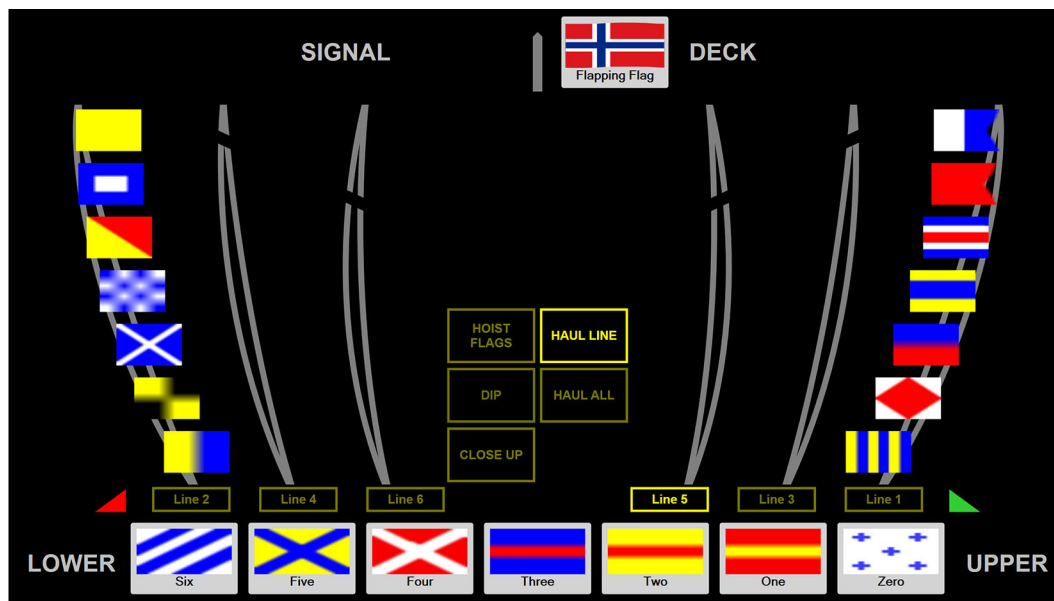 SIGNAL
DECK
Flapping Flag
HOIST
FLAGS
HAUL LINE
DIP
HAUL ALL
CLOSE UP
Line 2
Line 4
Line 6
Line 5
Line 3
Line 1
LOWER
Six
Five
Four
Three
Two
One
Zero
UPPER